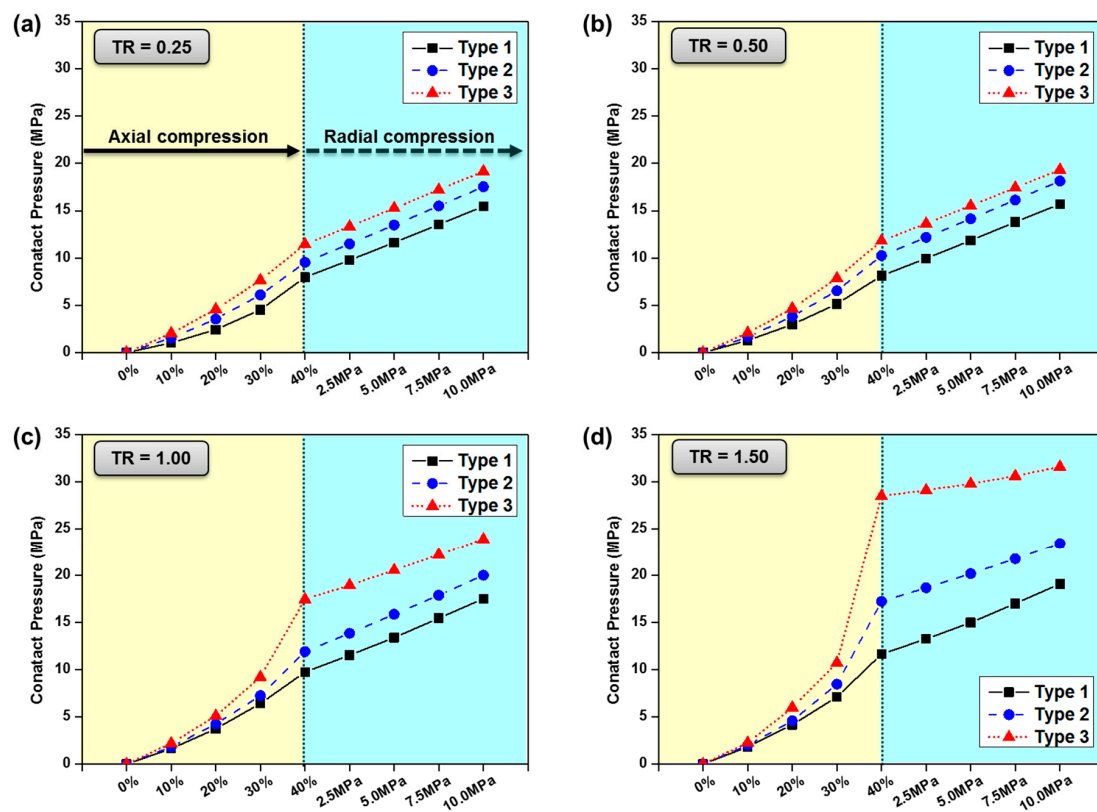 (a)
TR = 0.25
Type 1
Type 2
Type 3
Axial compression
Radial compression
Conatact Pressure (MPa)
35
30
25
20
15
10
5
0
0%
10%
20%
30%
40%
2.5MPa
5.0MPa
7.5MPa
10.0MPa
(b)
TR = 0.50
Type 1
Type 2
Type 3
Conatact Pressure (MPa)
35
30
25
20
15
10
5
0
0%
10%
20%
30%
40%
2.5MPa
5.0MPa
7.5MPa
10.0MPa
(c)
TR = 1.00
Type 1
Type 2
Type 3
Conatact Pressure (MPa)
35
30
25
20
15
10
5
0
0%
10%
20%
30%
40%
2.5MPa
5.0MPa
7.5MPa
10.0MPa
(d)
TR = 1.50
Type 1
Type 2
Type 3
Conatact Pressure (MPa)
35
30
25
20
15
10
5
0
0%
10%
20%
30%
40%
2.5MPa
5.0MPa
7.5MPa
10.0MPa